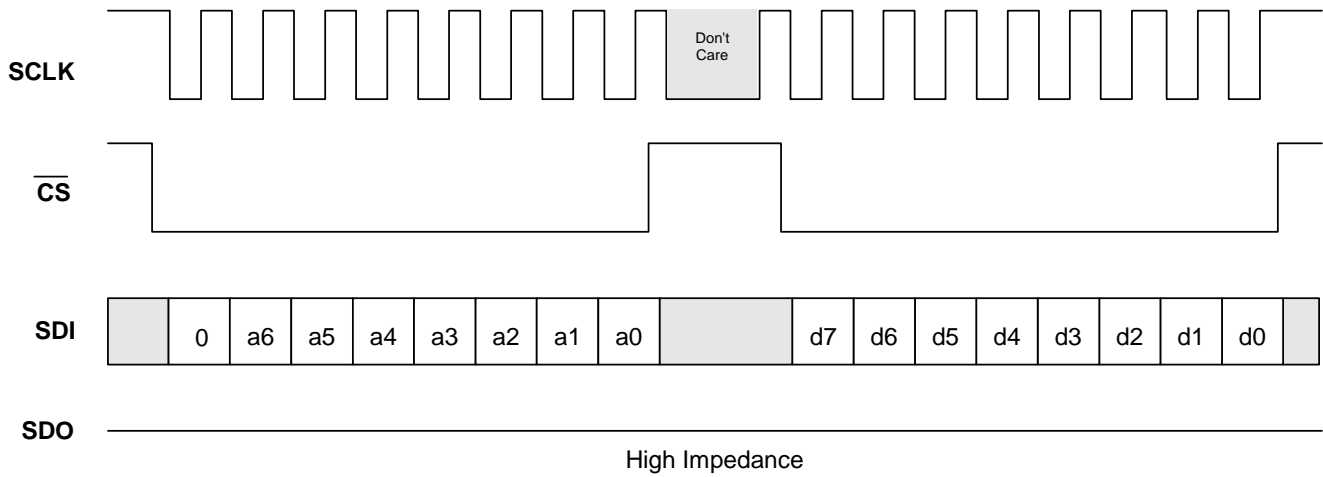 Don't
Care
SCLK
CS
SDI 0 a6 a5 a4 a3 a2 a1 a0 d7 d6 d5 d4 d3 d2 d1 d0
SDO
High Impedance